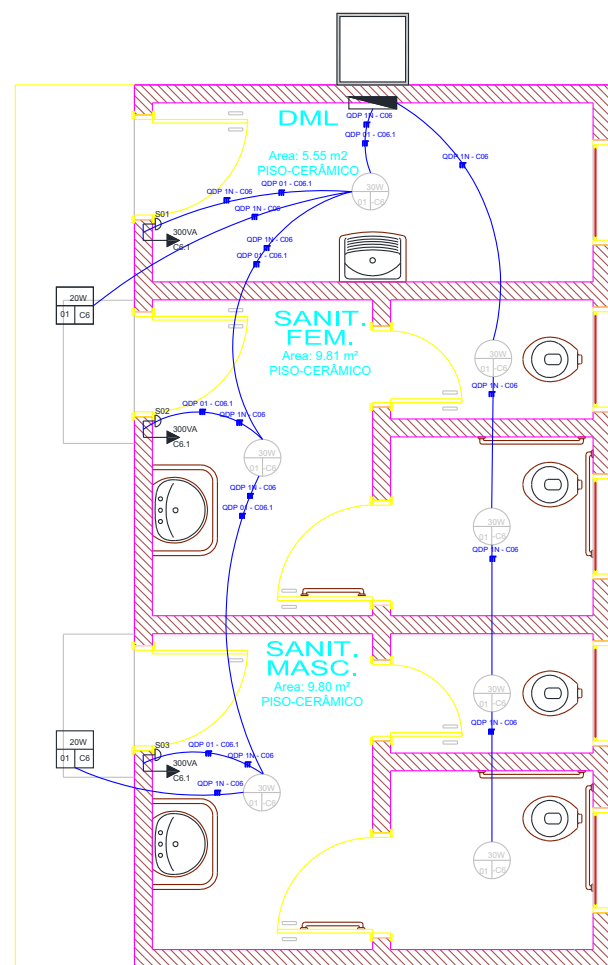 DML
QDP 1N - C06
QDP 01 - C06.1
Area: 5.55 m2
PISO-CERÂMICO
QDP 1N - C06
30W
01 -C6
QDP 01 - C06.1
QDP 1N - C06
QDP 1N - C06
S01
300VA
C6.1
QDP 1N - C06
QDP 01 - C06.1
20W
01 C6
SANIT.
FEM.
Area: 9.81 m²
PISO-CERÂMICO
30W
01 -C6
QDP 1N - C06
QDP 01 - C06.1
S02
QDP 1N - C06
300VA
C6.1
30W
01 -C6
QDP 1N - C06
QDP 01 - C06.1
30W
01 -C6
QDP 1N - C06
SANIT.
MASC.
Area: 9.80 m²
PISO-CERÂMICO
30W
01 -C6
QDP 1N - C06
20W
01 C6
S03
QDP 01 - C06.1
QDP 1N - C06
300VA
C6.1
QDP 1N - C06
30W
01 -C6
30W
01 -C6